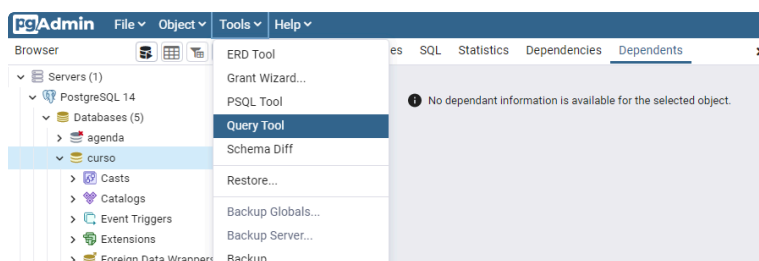 pgAdmin File Object Tools Help
Browser
es SQL Statistics Dependencies Dependents
Servers (1)
PostgreSQL 14
Databases (5)
agenda
curso
Casts
Catalogs
Event Triggers
Extensions
Foreign Data Wrappers
ERD Tool
Grant Wizard...
PSQL Tool
Query Tool
Schema Diff
Restore...
Backup Globals...
Backup Server...
Backup
No dependant information is available for the selected object.